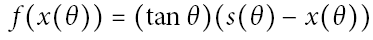 f(x(θ)) = (tan θ)(s(θ) − x(θ))